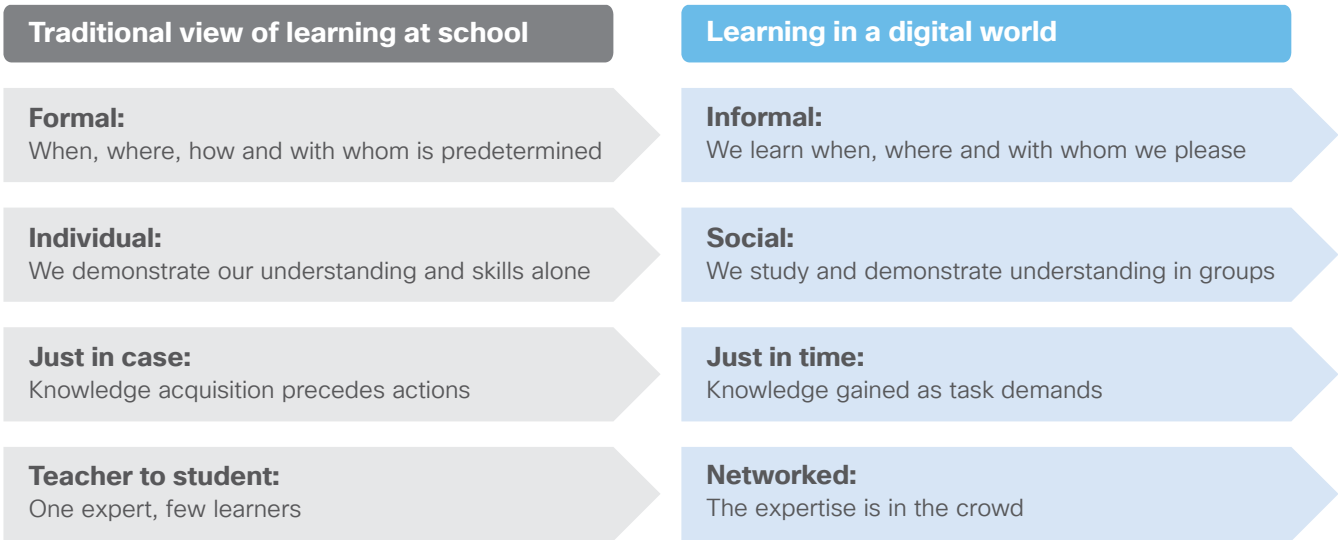 Traditional view of learning at school
Learning in a digital world
Formal:
When, where, how and with whom is predetermined
Informal:
We learn when, where and with whom we please
Individual:
We demonstrate our understanding and skills alone
Social:
We study and demonstrate understanding in groups
Just in case:
Knowledge acquisition precedes actions
Just in time:
Knowledge gained as task demands
Teacher to student:
One expert, few learners
Networked:
The expertise is in the crowd